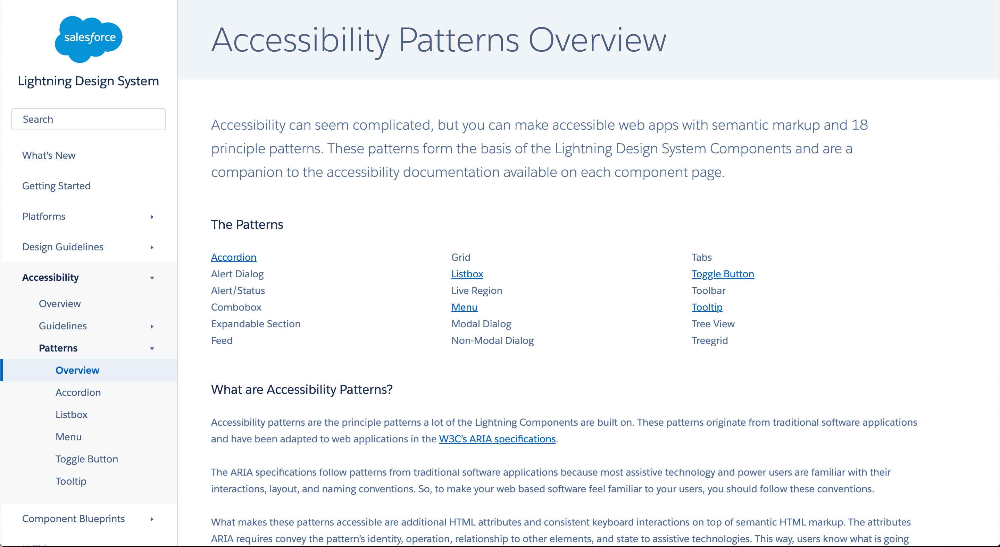 salesforce
Lightning Design System
Search
What's New
Getting Started
Platforms
Design Guidelines
Accessibility
Overview
Guidelines
Patterns
Overview
Accordion
Listbox
Menu
Toggle Button
Tooltip
Component Blueprints
Accessibility Patterns Overview
Accessibility can seem complicated, but you can make accessible web apps with semantic markup and 18
principle patterns. These patterns form the basis of the Lightning Design System Components and are a
companion to the accessibility documentation available on each component page.
The Patterns
Accordion
Alert Dialog
Alert/Status
Combobox
Expandable Section
Feed
Grid
Listbox
Live Region
Menu
Modal Dialog
Non-Modal Dialog
Tabs
Toggle Button
Toolbar
Tooltip
Tree View
Treegrid
What are Accessibility Patterns?
Accessibility patterns are the principle patterns a lot of the Lightning Components are built on. These patterns originate from traditional software applications
and have been adapted to web applications in the W3C’s ARIA specifications.
The ARIA specifications follow patterns from traditional software applications because most assistive technology and power users are familiar with their
interactions, layout, and naming conventions. So, to make your web based software feel familiar to your users, you should follow these conventions.
What makes these patterns accessible are additional HTML attributes and consistent keyboard interactions on top of semantic HTML markup. The attributes
ARIA requires convey the pattern’s identity, operation, relationship to other elements, and state to assistive technologies. This way, users know what is going